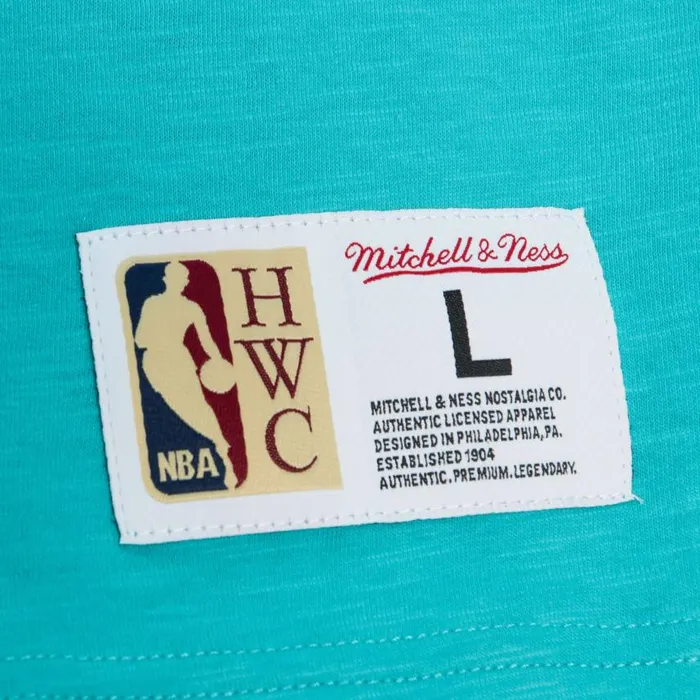 NBA
H
W
C
Mitchell & Ness
L
MITCHELL & NESS NOSTALGIA CO.
AUTHENTIC LICENSED APPAREL
DESIGNED IN PHILADELPHIA,PA.
ESTABLISHED 1904
AUTHENTIC.PREMIUM.LEGENDARY.